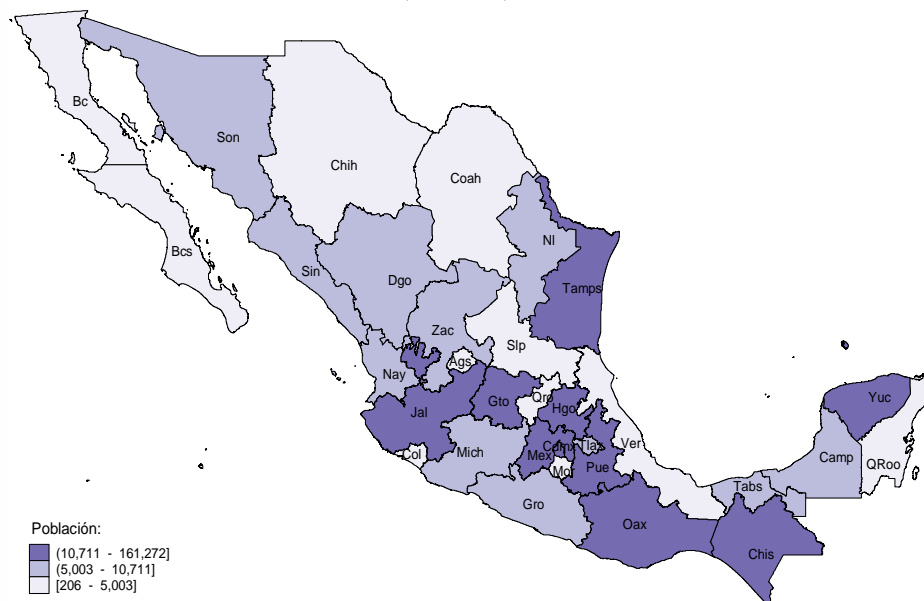 Bc
Son
Chih
Coah
Bcs
Nl
Sin
Dgo
Tamps
Zac
Slp
Ags
Nay
Gto
Qro
Yuc
Jal
Hgo
Col
Mich
Mex
Cdmx
Tlax
Ver
Mor
Pue
Camp
QRoo
Tabs
Gro
Oax
Chis
Población:
(10,711 - 161,272]
(5,003 - 10,711]
[206 - 5,003]